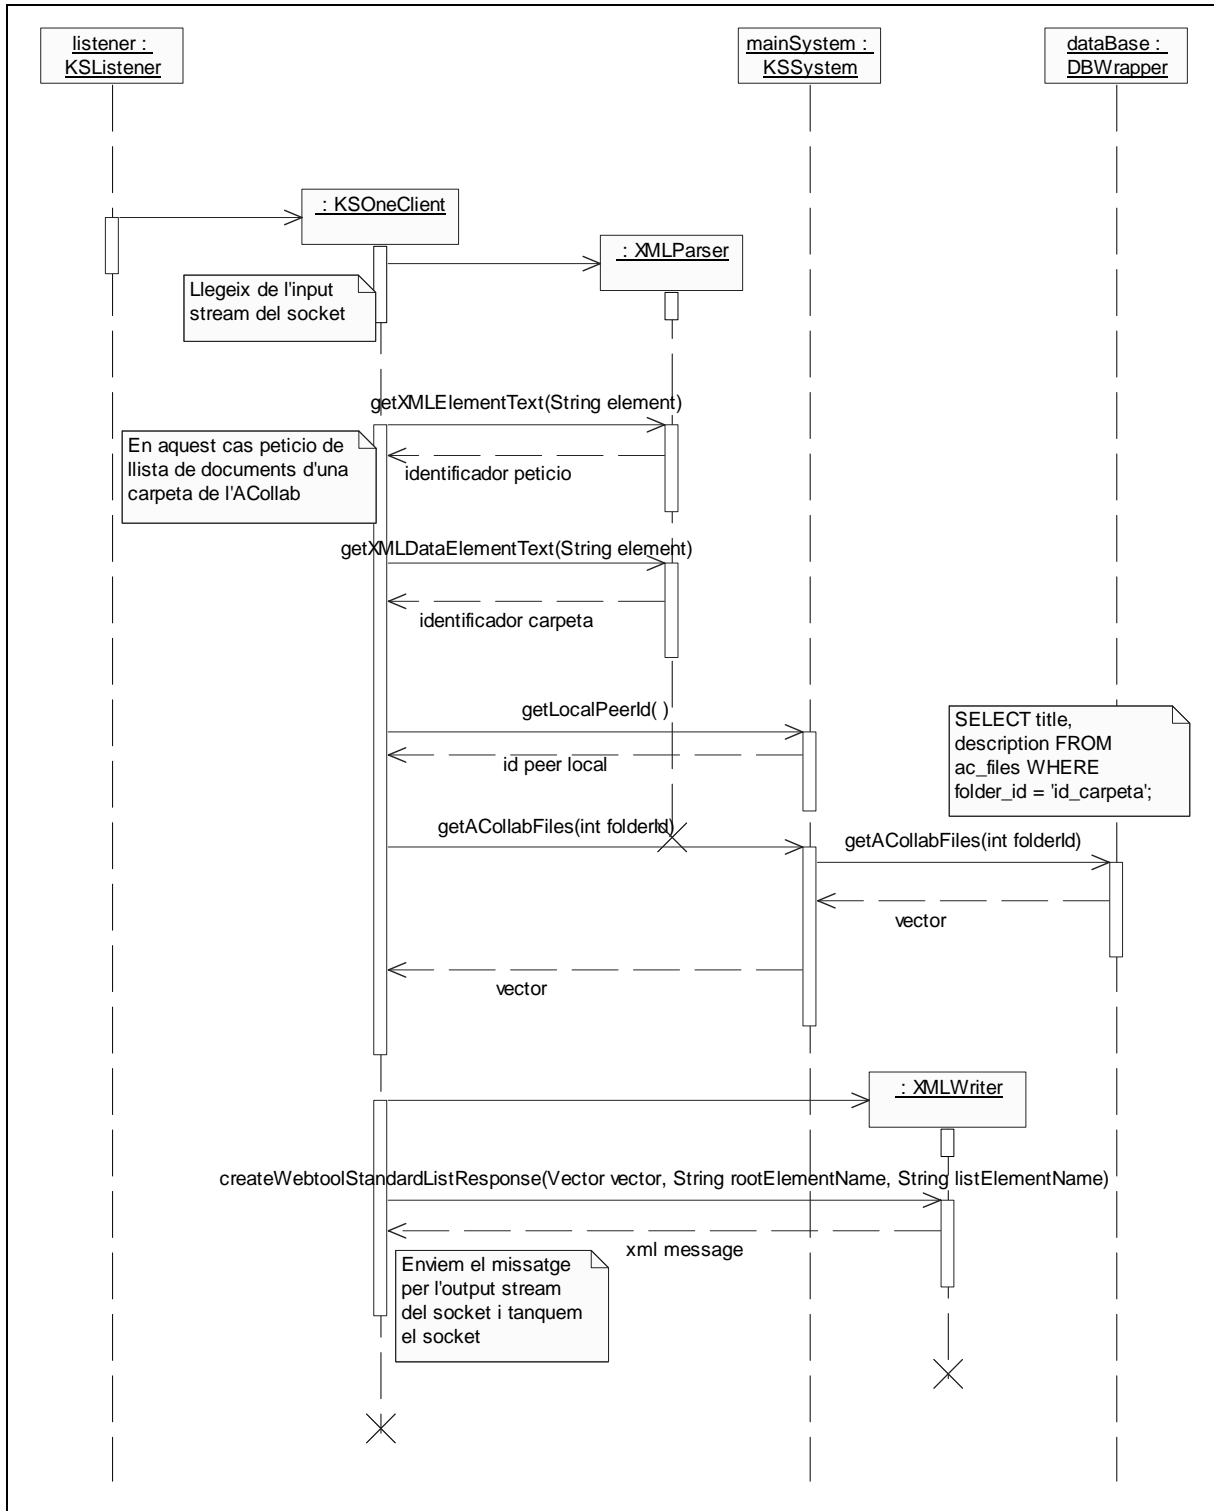 listener :
KSListener
mainSystem :
KSSystem
dataBase :
DBWrapper
: KSOneClient
: XMLParser
Llegeix de l'input
stream del socket
getXMLElementText(String element)
En aquest cas peticio de
llista de documents d'una
carpeta de l'ACollab
identificador peticio
getXMLDataElementText(String element)
identificador carpeta
getLocalPeerId( )
id peer local
SELECT title,
description FROM
ac_files WHERE
folder_id = 'id_carpeta';
getACollabFiles(int folderId)
getACollabFiles(int folderId)
vector
vector
: XMLWriter
createWebtoolStandardListResponse(Vector vector, String rootElementName, String listElementName)
xml message
Enviem el missatge
per l'output stream
del socket i tanquem
el socket